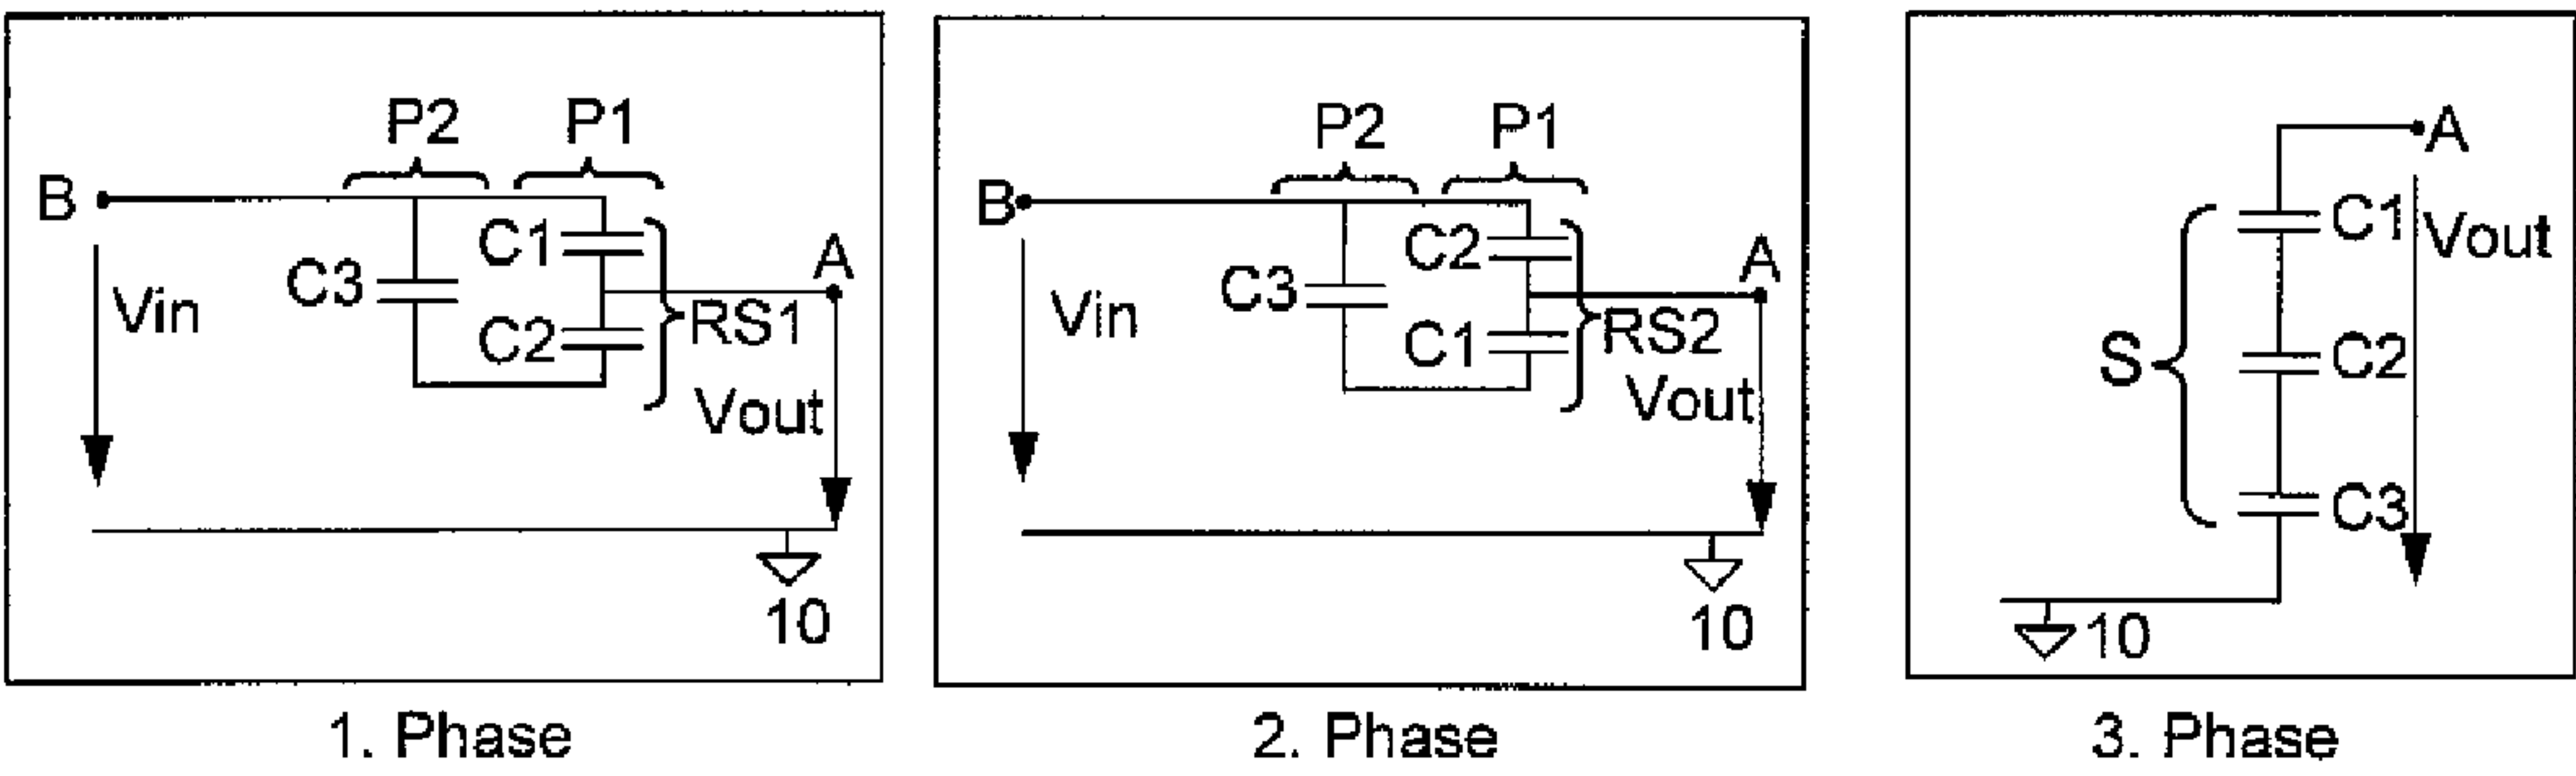 P2 P1
B
C1
A
C3
Vin
RS1
C2
Vout
10
1. Phase
P2 P1
B
C2
A
C3
Vin
RS2
C1
Vout
10
2. Phase
A
C1
Vout
S
C2
C3
10
3. Phase